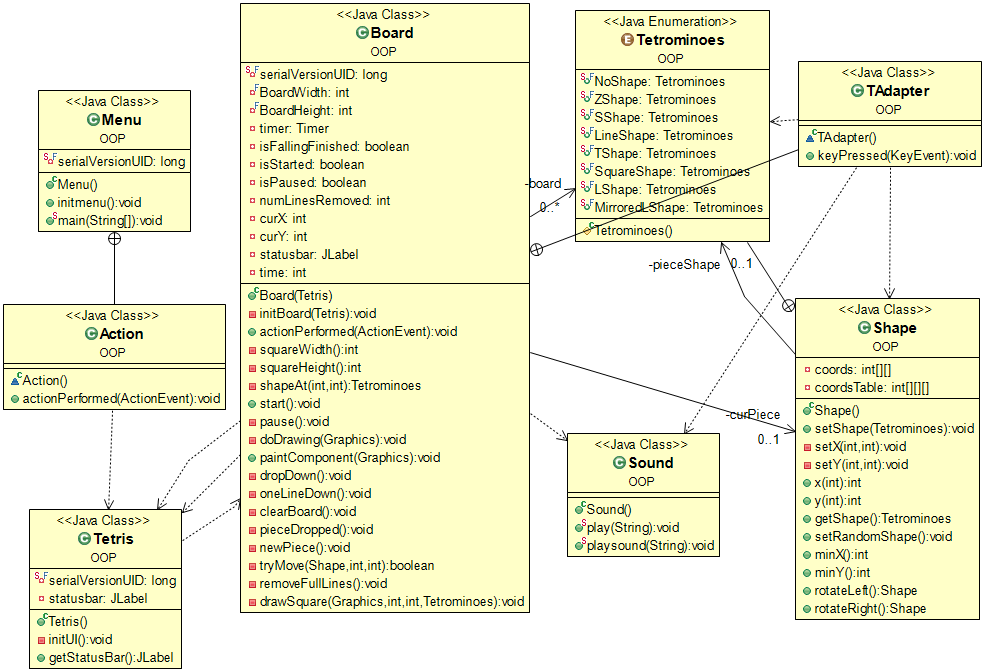 <<Java Class>>
Menu
OOP
serialVersionUID: long
Menu()
initmenu():void
main(String[]):void
<<Java Class>>
Action
OOP
Action()
actionPerformed(ActionEvent):void
<<Java Class>>
Tetris
OOP
serialVersionUID: long
statusbar: JLabel
Tetris()
initUI():void
getStatusBar():JLabel
<<Java Class>>
Board
OOP
serialVersionUID: long
BoardWidth: int
BoardHeight: int
timer: Timer
isFallingFinished: boolean
isStarted: boolean
isPaused: boolean
numLinesRemoved: int
curX: int
curY: int
statusbar: JLabel
time: int
Board(Tetris)
initBoard(Tetris):void
actionPerformed(ActionEvent):void
squareWidth():int
squareHeight():int
shapeAt(int,int):Tetrominoes
start():void
pause():void
doDrawing(Graphics):void
paintComponent(Graphics):void
dropDown():void
oneLineDown():void
clearBoard():void
pieceDropped():void
newPiece():void
tryMove(Shape,int,int):boolean
removeFullLines():void
drawSquare(Graphics,int,int,Tetrominoes):void
-board
0..*
<<Java Enumeration>>
Tetrominoes
OOP
NoShape: Tetrominoes
ZShape: Tetrominoes
SShape: Tetrominoes
LineShape: Tetrominoes
TShape: Tetrominoes
SquareShape: Tetrominoes
LShape: Tetrominoes
MirroredLShape: Tetrominoes
Tetrominoes()
-pieceShape 0..1
-curPiece
0..1
<<Java Class>>
Sound
OOP
Sound()
play(String):void
playsound(String):void
<<Java Class>>
TAdapter
OOP
TAdapter()
keyPressed(KeyEvent):void
<<Java Class>>
Shape
OOP
coords: int[][]
coordsTable: int[][][]
Shape()
setShape(Tetrominoes):void
setX(int,int):void
setY(int,int):void
x(int):int
y(int):int
getShape():Tetrominoes
setRandomShape():void
minX():int
minY():int
rotateLeft():Shape
rotateRight():Shape